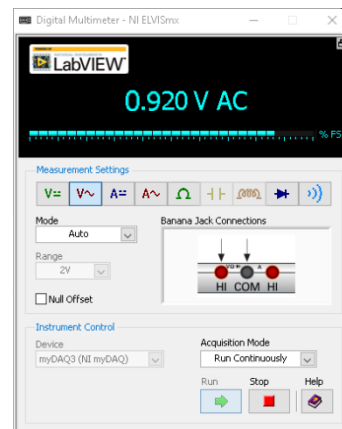 Digital Multimeter - NI ELVISmx
LabVIEW
0.920 V AC
% FS
Measurement Settings
V= V~ A= A~ Ω
Mode
Banana Jack Connections
Auto
Range
2V
VΩ A
HI COM HI
Null Offset
Instrument Control
Device
Acquisition Mode
myDAQ3 (NI myDAQ)
Run Continuously
Run Stop Help